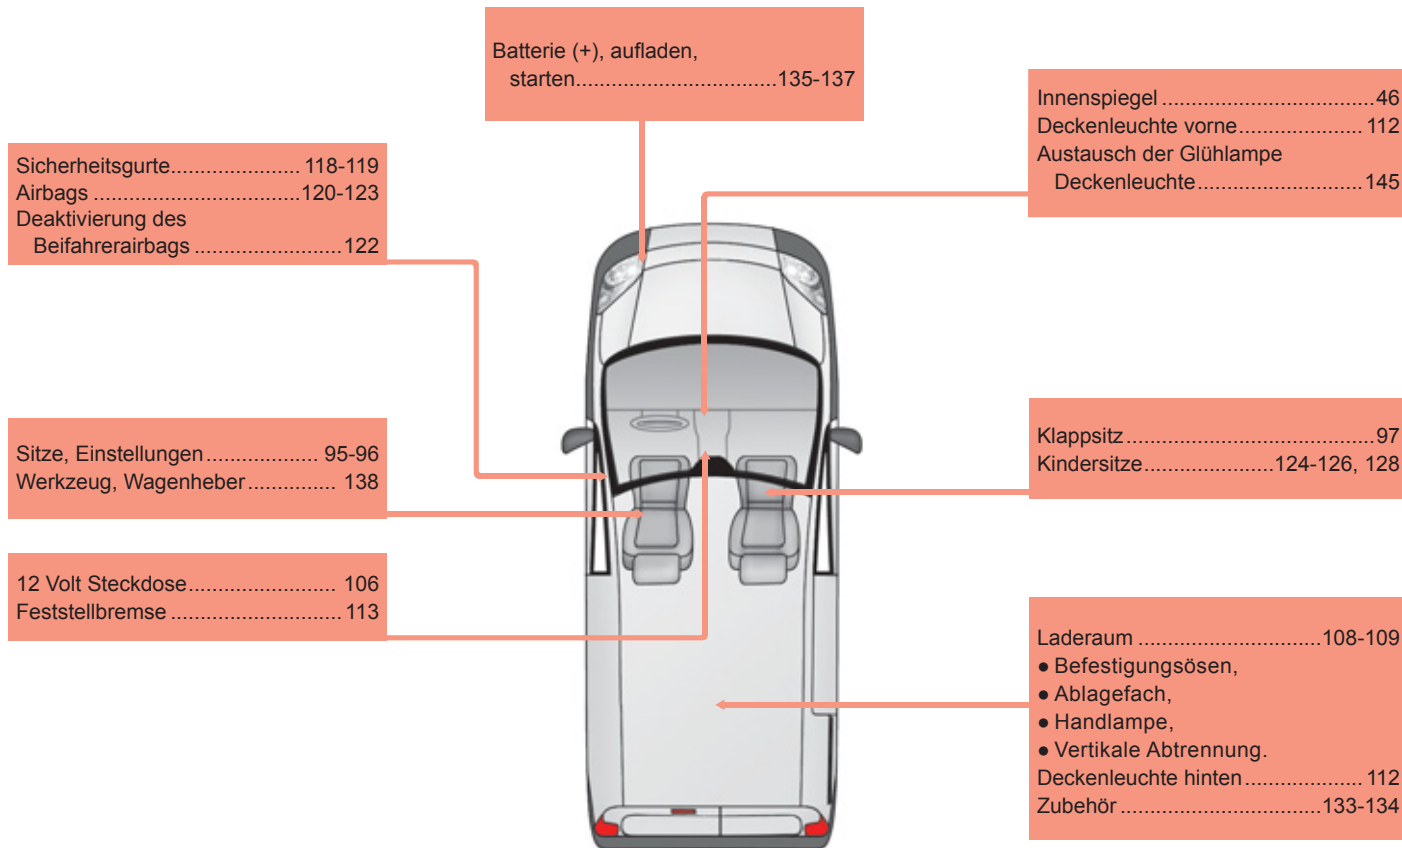 Batterie (+), aufladen,
starten..................................135-137
Sicherheitsgurte...................... 118-119
Airbags ...................................120-123
Deaktivierung des
Beifahrerairbags .........................122
Sitze, Einstellungen................... 95-96
Werkzeug, Wagenheber............... 138
12 Volt Steckdose......................... 106
Feststellbremse .............................113
Innenspiegel ....................................46
Deckenleuchte vorne..................... 112
Austausch der Glühlampe
Deckenleuchte............................145
Klappsitz..........................................97
Kindersitze......................124-126, 128
Laderaum ...............................108-109
● Befestigungsösen,
● Ablagefach,
● Handlampe,
● Vertikale Abtrennung.
Deckenleuchte hinten.................... 112
Zubehör ..................................133-134